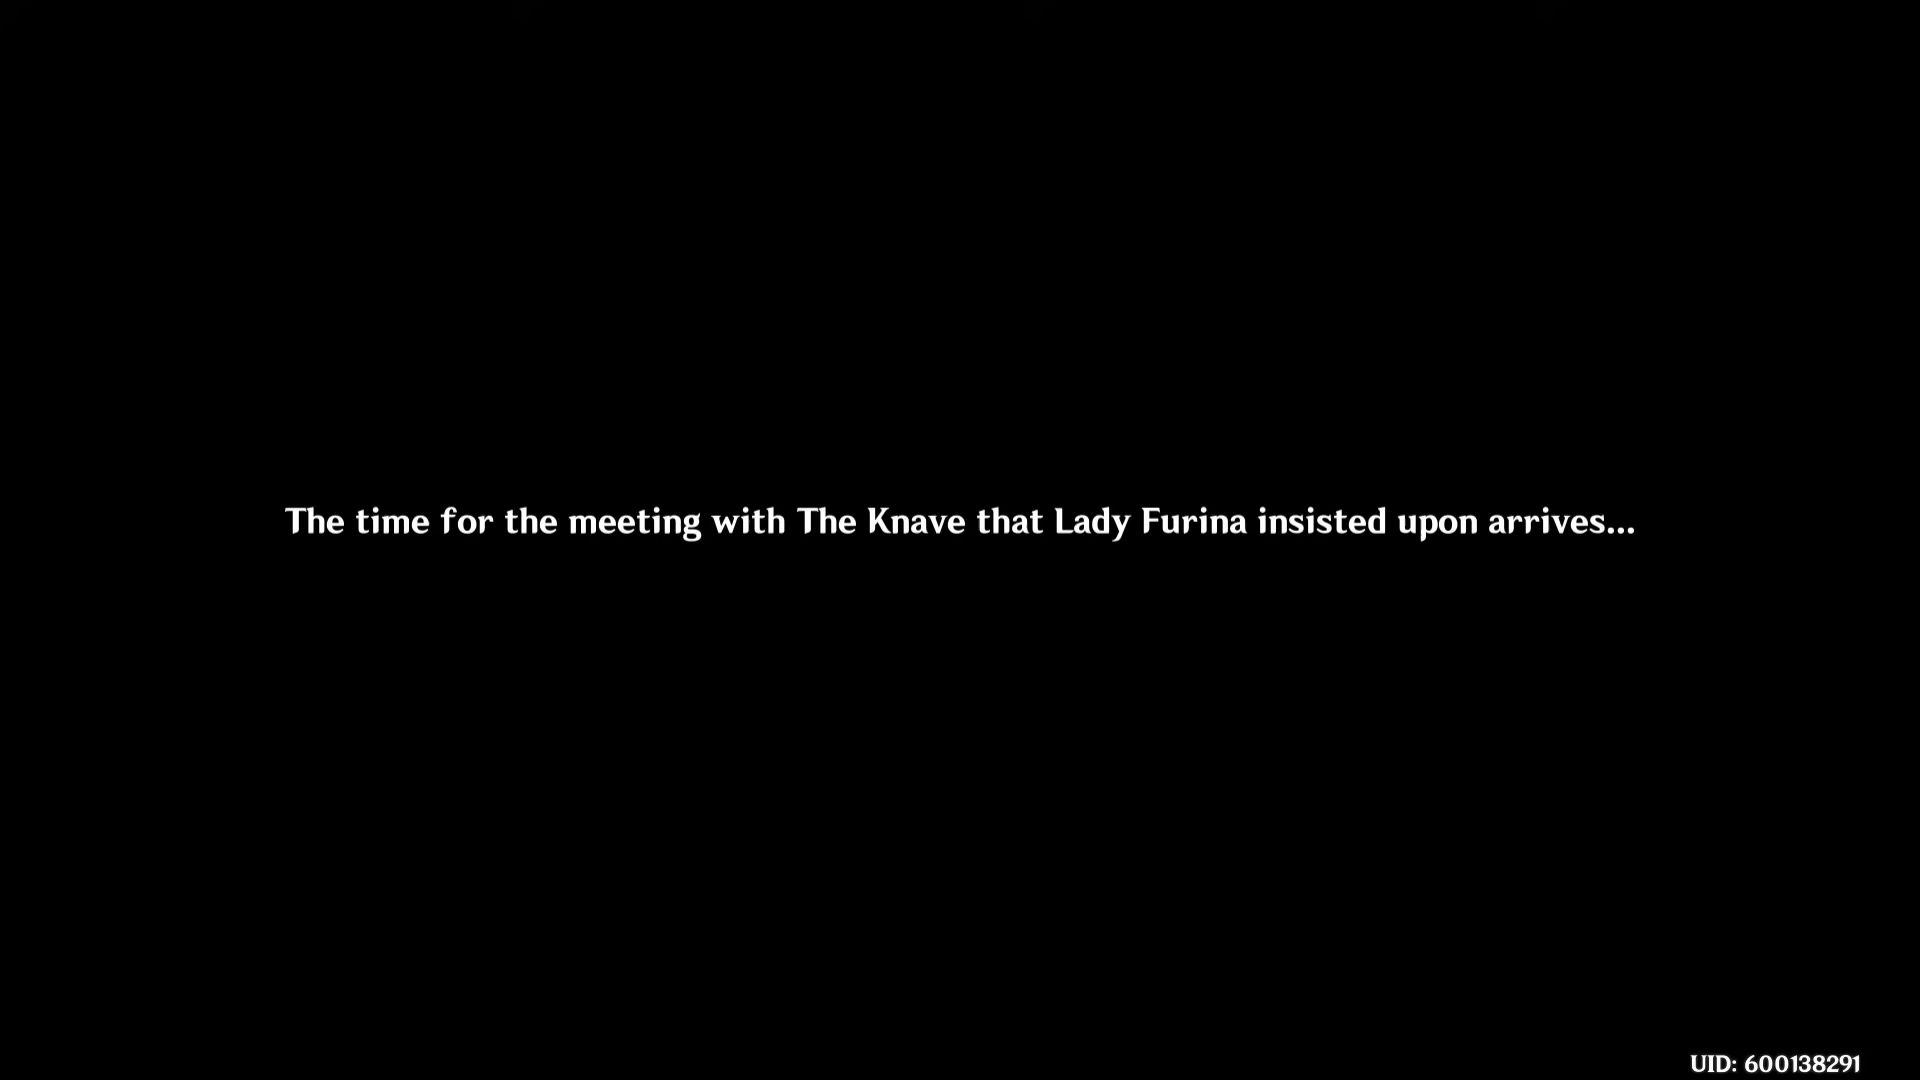 The time for the meeting with The Knave that Lady Furina insisted upon arrives...
UID: 600138291